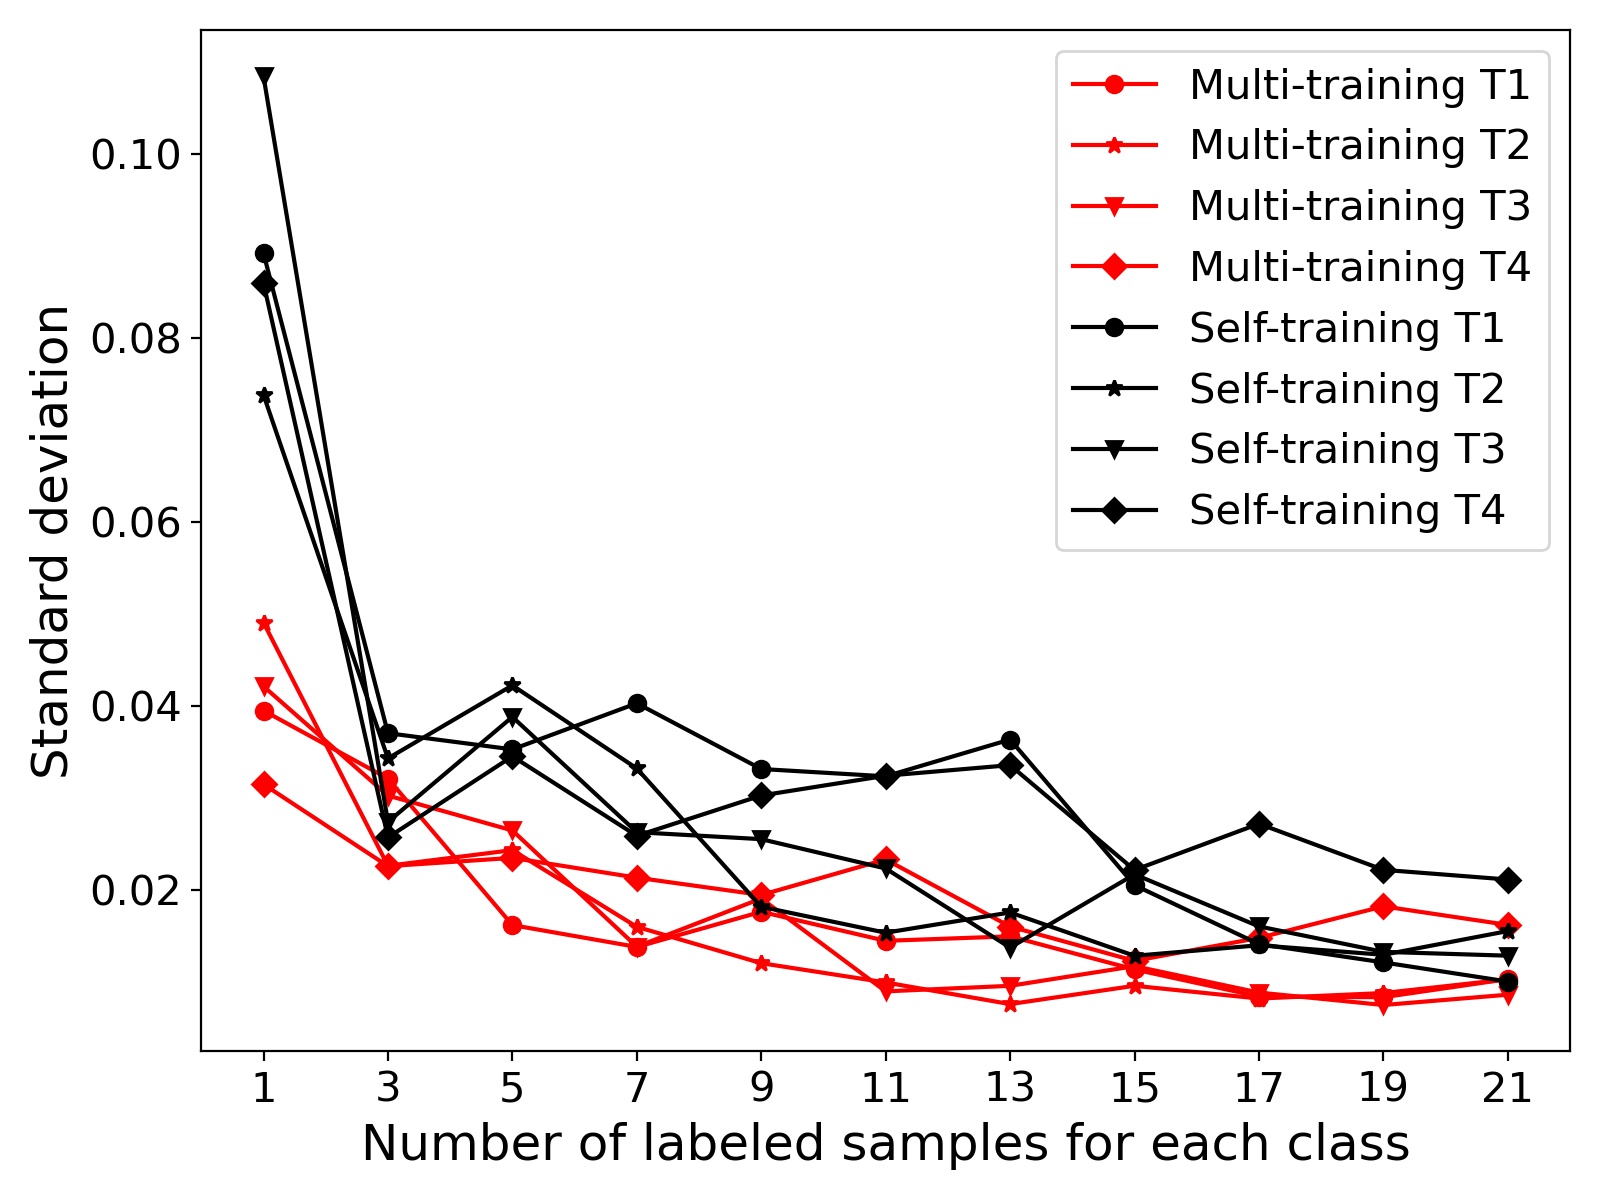 Multi-training T1
Multi-training T2
Multi-training T3
Multi-training T4
Self-training T1
Self-training T2
Self-training T3
Self-training T4
Standard deviation
0.10
0.08
0.06
0.04
0.02
1 3 5 7 9 11 13 15 17 19 21
Number of labeled samples for each class